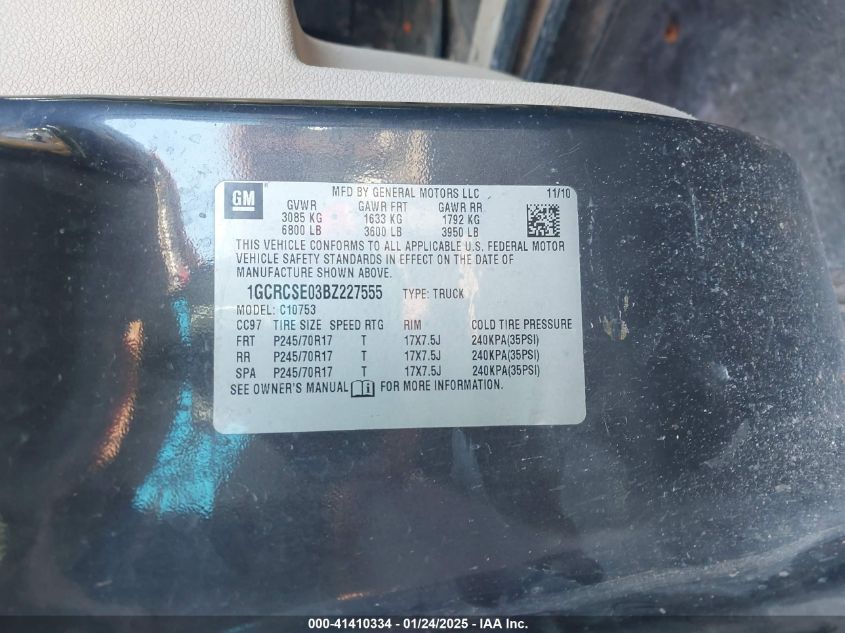 GM MFD BY GENERAL MOTORS LLC 11/10
GVWR GAWR FRT GAWR RR
3085 KG 1633 KG 1792 KG
6800 LB 3600 LB 3950 LB
THIS VEHICLE CONFORMS TO ALL APPLICABLE U.S. FEDERAL MOTOR
VEHICLE SAFETY STANDARDS IN EFFECT ON THE DATE OF
MANUFACTURE SHOWN ABOVE.
1GCRCSE03BZ227555 TYPE: TRUCK
MODEL: C10753
CC97 TIRE SIZE SPEED RTG RIM COLD TIRE PRESSURE
FRT P245/70R17 T 17X7.5J 240KPA(35PSI)
RR P245/70R17 T 17X7.5J 240KPA(35PSI)
SPA P245/70R17 T 17X7.5J 240KPA(35PSI)
SEE OWNER'S MANUAL FOR MORE INFORMATION.
000-41410334 - 01/24/2025 - IAA Inc.